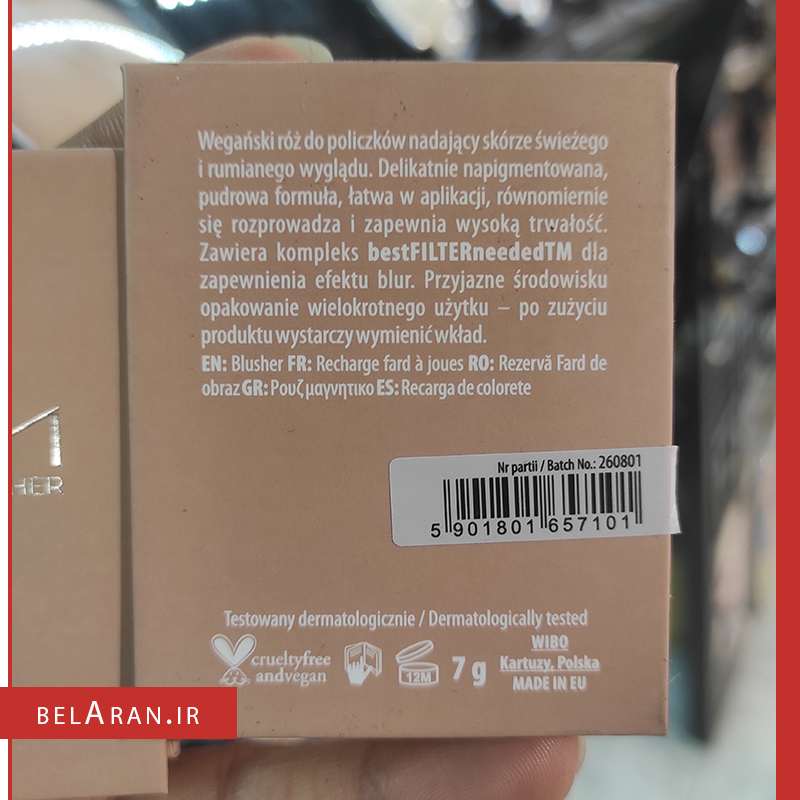 Wegański róż do policzków nadający skórze świeżego
i rumianego wyglądu. Delikatnie napigmentowana,
pudrowa formuła, łatwa w aplikacji, równomiernie
się rozprowadza i zapewnia wysoką trwałość.
Zawiera kompleks bestFILTERneededTM dla
zapewnienia efektu blur. Przyjazne środowisku
opakowanie wielokrotnego użytku – po zużyciu
produktu wystarczy wymienić wkład.
EN: Blusher FR: Recharge fard à joues RO: Rezervă Fard de
obraz GR: Ρουζ μαγνητικο ES: Recarga de colorete
HER
Nr partii / Batch No.: 260801
5 901801 657101
Testowany dermatologicznie / Dermatologically tested
crueltyfree
andvegan
12M
7 g
WIBO
Kartuzy, Polska
MADE IN EU
BELARAN.IR